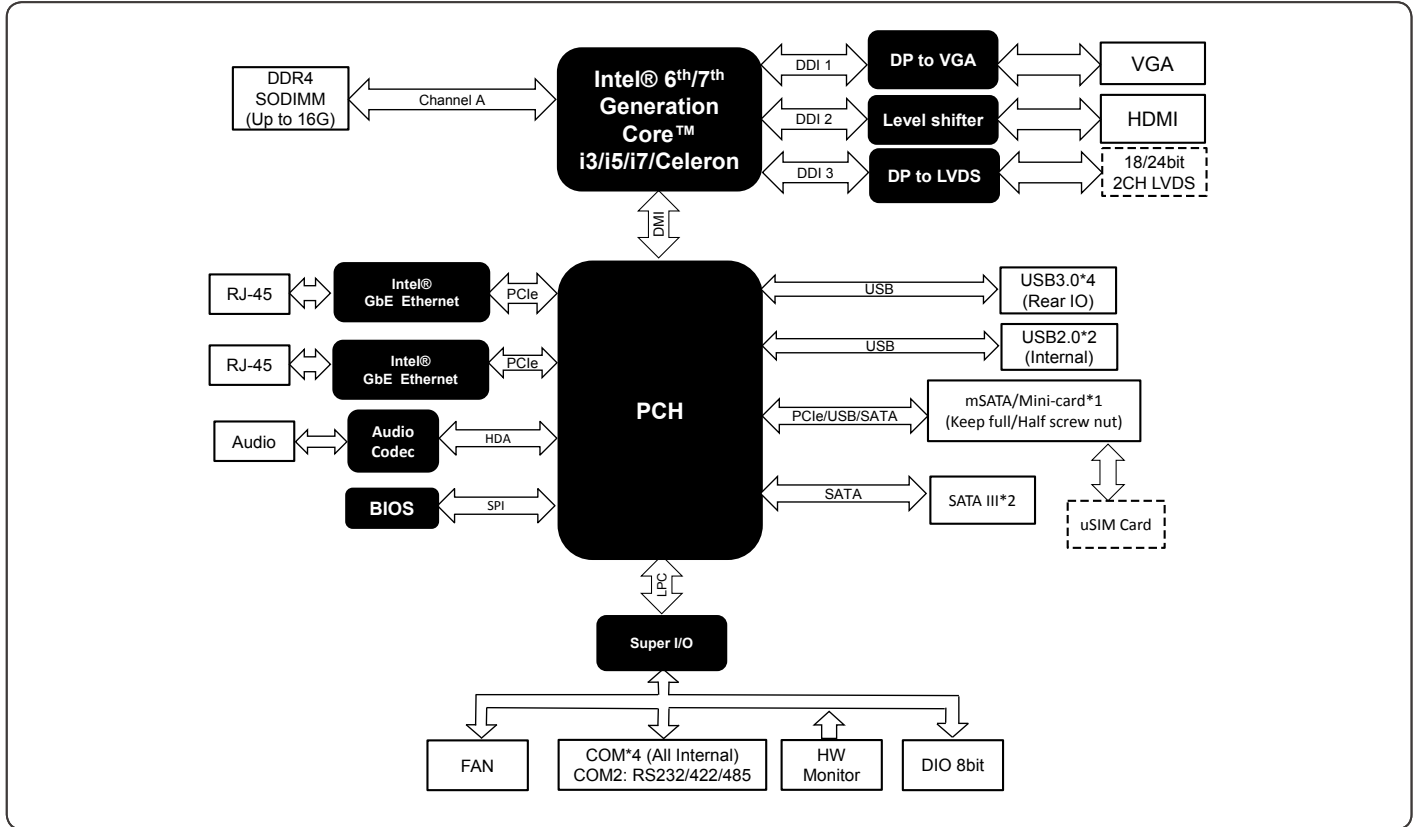 DDR4
SODIMM
(Up to 16G)
Channel A
Intel® 6th/7th
Generation
Core™
i3/i5/i7/Celeron
DDI 1
DP to VGA
VGA
DDI 2
Level shifter
HDMI
DDI 3
DP to LVDS
18/24bit
2CH LVDS
DMI
RJ-45
Intel®
GbE Ethernet
PCIe
RJ-45
Intel®
GbE Ethernet
PCIe
Audio
Audio
Codec
HDA
BIOS
SPI
PCH
USB
USB3.0*4
(Rear IO)
USB
USB2.0*2
(Internal)
PCIe/USB/SATA
mSATA/Mini-card*1
(Keep full/Half screw nut)
SATA
SATA III*2
uSIM Card
LPC
Super I/O
FAN
COM*4 (All Internal)
COM2: RS232/422/485
HW
Monitor
DIO 8bit